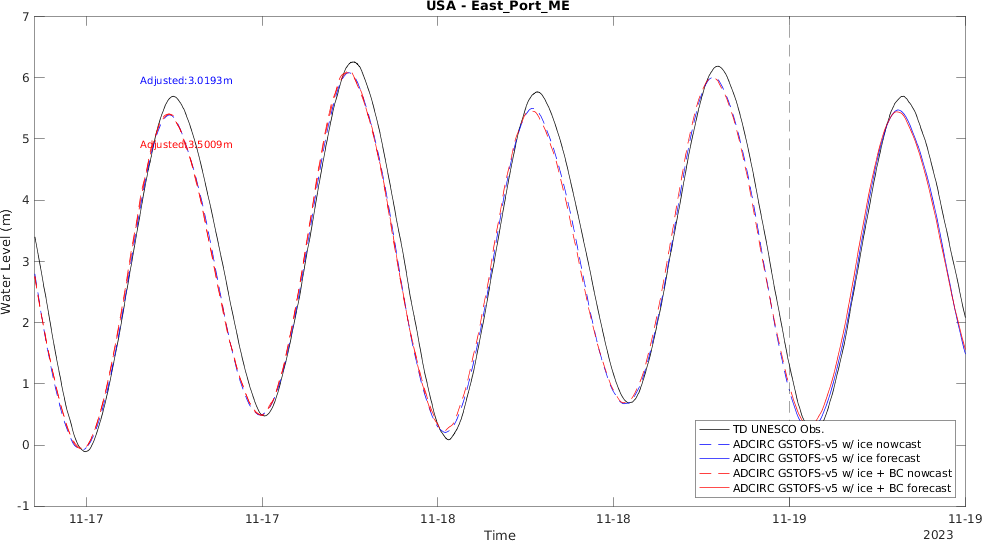 USA - East_Port_ME
7
6
5
4
3
2
1
0
-1
Water Level (m)
Adjusted:3.0193m
Adjusted:3.5009m
TD UNESCO Obs.
ADCIRC GSTOFS-v5 w/ ice nowcast
ADCIRC GSTOFS-v5 w/ ice forecast
ADCIRC GSTOFS-v5 w/ ice + BC nowcast
ADCIRC GSTOFS-v5 w/ ice + BC forecast
11-17 11-17 11-18 11-18 11-19 11-19
Time
2023